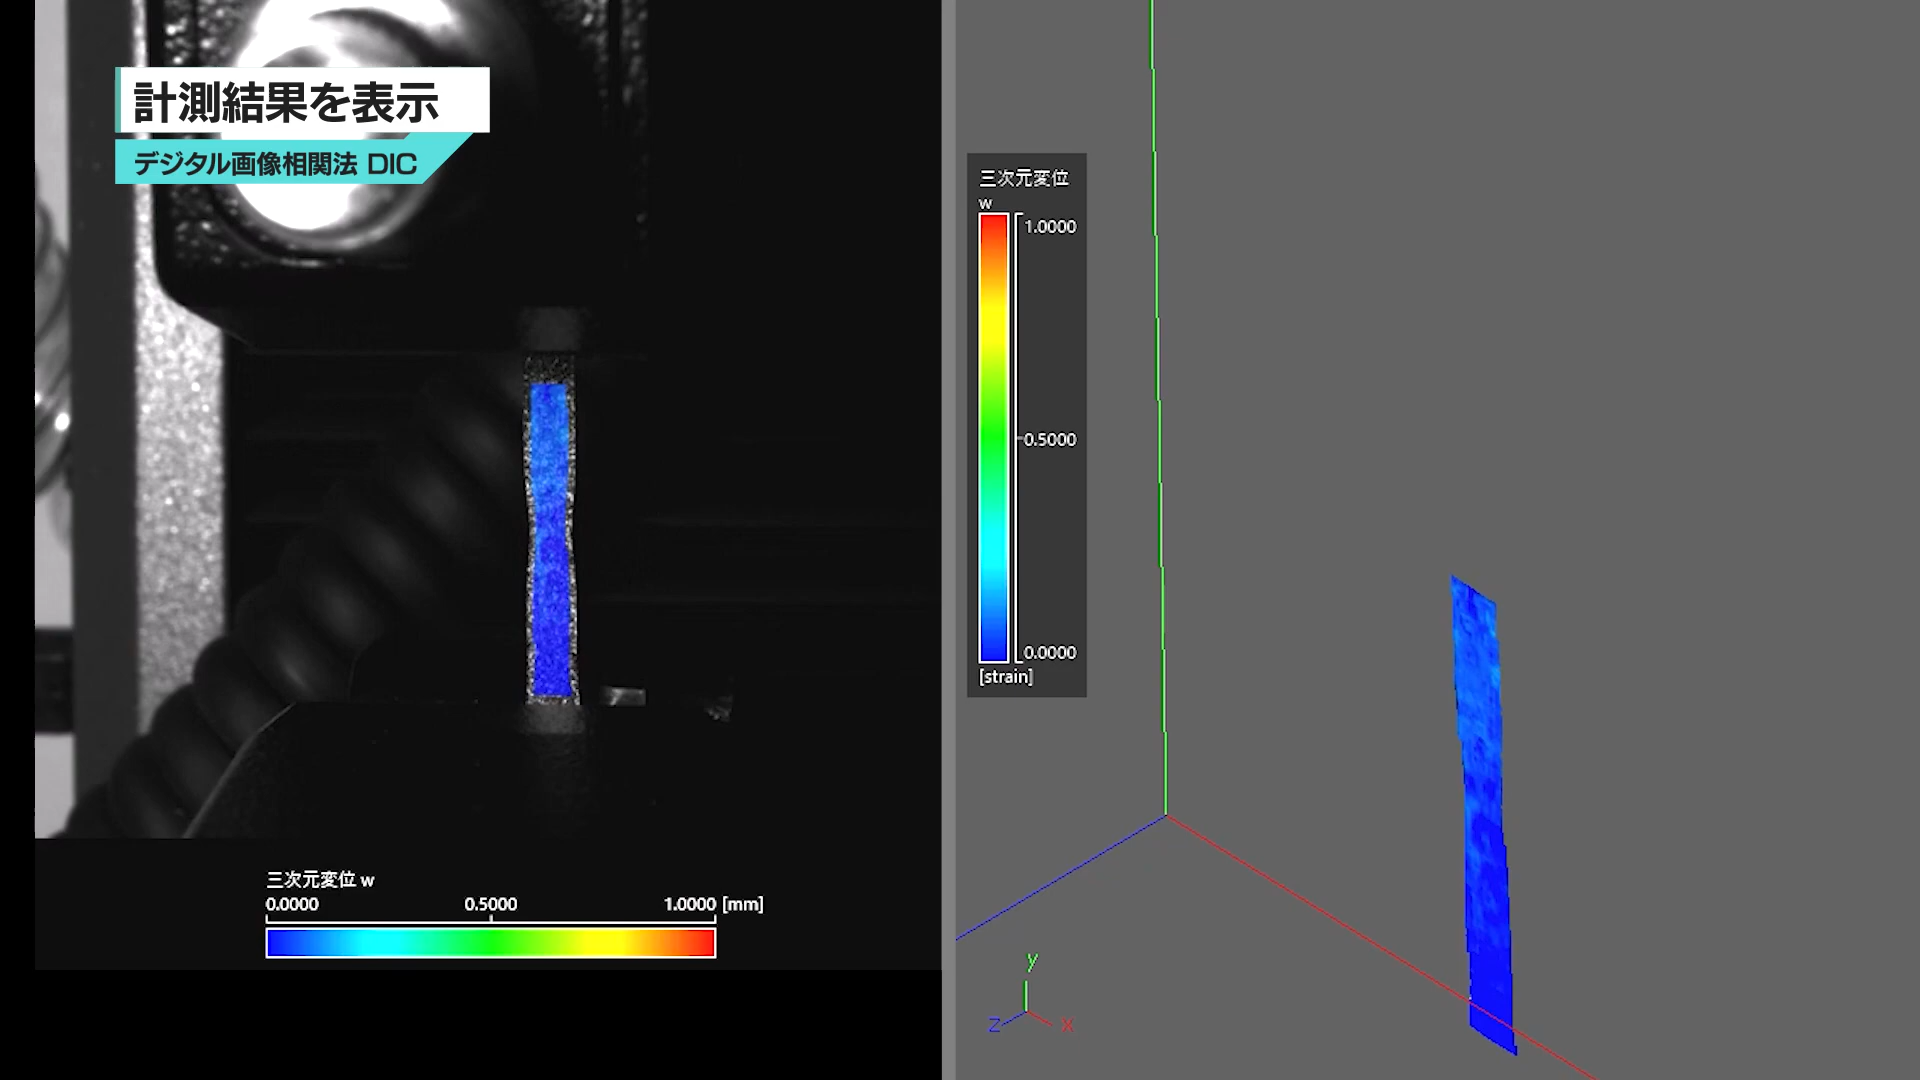 計測結果を表示
デジタル画像相関法 DIC
三次元変位 w
0.0000 0.5000 1.0000 [mm]
三次元変位
w
1.0000
0.5000
0.0000
[strain]
y
z x